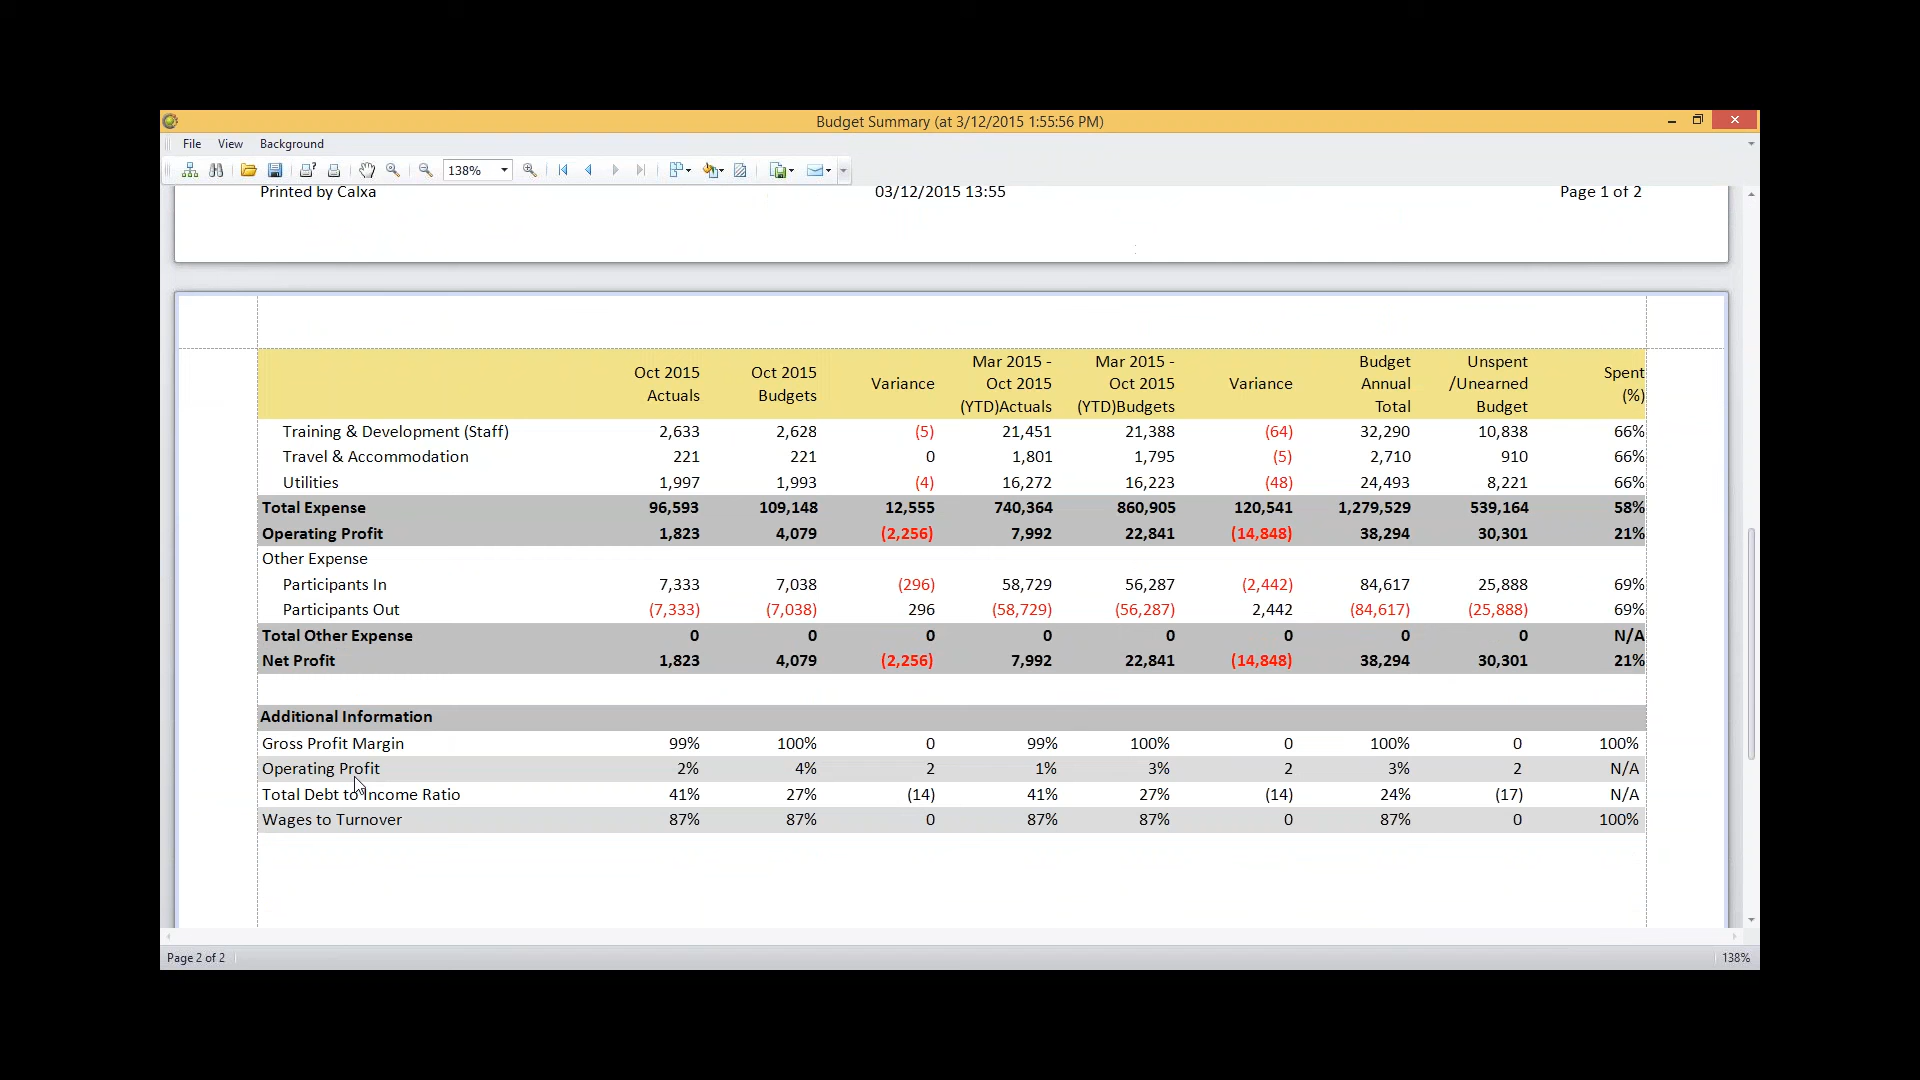 Budget Summary (at 3/12/2015 1:55:56 PM)
File View Background
138%
Printed by Calxa 03/12/2015 13:55 Page 1 of 2
Oct 2015 Actuals Oct 2015 Budgets Variance Mar 2015 - Oct 2015 (YTD)Actuals Mar 2015 - Oct 2015 (YTD)Budgets Variance Budget Annual Total Unspent /Unearned Budget Spent (%)
Training & Development (Staff) 2,633 2,628 (5) 21,451 21,388 (64) 32,290 10,838 66%
Travel & Accommodation 221 221 0 1,801 1,795 (5) 2,710 910 66%
Utilities 1,997 1,993 (4) 16,272 16,223 (48) 24,493 8,221 66%
Total Expense 96,593 109,148 12,555 740,364 860,905 120,541 1,279,529 539,164 58%
Operating Profit 1,823 4,079 (2,256) 7,992 22,841 (14,848) 38,294 30,301 21%
Other Expense
Participants In 7,333 7,038 (296) 58,729 56,287 (2,442) 84,617 25,888 69%
Participants Out (7,333) (7,038) 296 (58,729) (56,287) 2,442 (84,617) (25,888) 69%
Total Other Expense 0 0 0 0 0 0 0 0 N/A
Net Profit 1,823 4,079 (2,256) 7,992 22,841 (14,848) 38,294 30,301 21%
Additional Information
Gross Profit Margin 99% 100% 0 99% 100% 0 100% 0 100%
Operating Profit 2% 4% 2 1% 3% 2 3% 2 N/A
Total Debt to Income Ratio 41% 27% (14) 41% 27% (14) 24% (17) N/A
Wages to Turnover 87% 87% 0 87% 87% 0 87% 0 100%
Page 2 of 2 138%